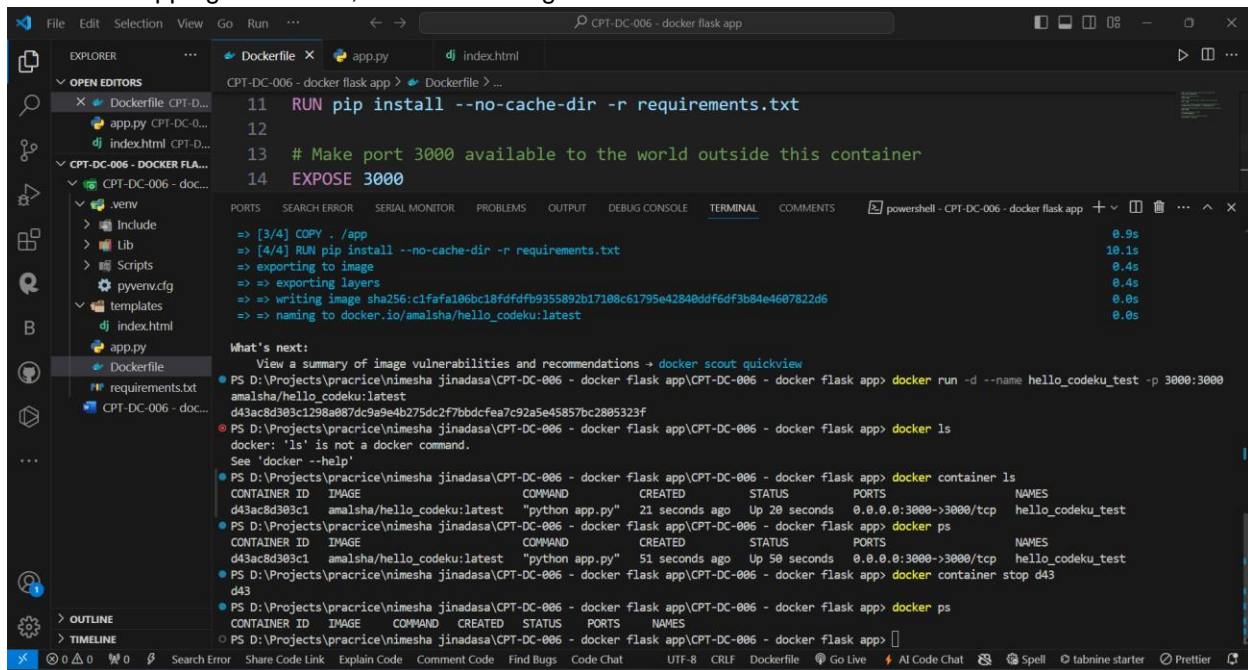 File Edit Selection View Go Run ... CPT-DC-006 - docker flask app
EXPLORER
OPEN EDITORS
Dockerfile CPT-D...
app.py CPT-DC-0...
index.html CPT-D...
CPT-DC-006 - DOCKER FLA...
CPT-DC-006 - doc...
.venv
Include
Lib
Scripts
pyvenv.cfg
templates
index.html
app.py
Dockerfile
requirements.txt
CPT-DC-006 - doc...
OUTLINE
TIMELINE
Dockerfile app.py index.html
CPT-DC-006 - docker flask app > Dockerfile > ...
11 RUN pip install --no-cache-dir -r requirements.txt
12
13 # Make port 3000 available to the world outside this container
14 EXPOSE 3000
PORTS SEARCH ERROR SERIAL MONITOR PROBLEMS OUTPUT DEBUG CONSOLE TERMINAL COMMENTS powershell - CPT-DC-006 - docker flask app
=> [3/4] COPY . /app 0.9s
=> [4/4] RUN pip install --no-cache-dir -r requirements.txt 10.1s
=> exporting to image 0.4s
=> => exporting layers 0.4s
=> => writing image sha256:c1fafa106bc18fdfdfb9355892b17108c61795e42840ddf6df3b84e4607822d6 0.0s
=> => naming to docker.io/amalsha/hello_codeku:latest 0.0s
What's next:
View a summary of image vulnerabilities and recommendations → docker scout quickview
PS D:\Projects\pracrice\nimesha jinadasa\CPT-DC-006 - docker flask app\CPT-DC-006 - docker flask app> docker run -d --name hello_codeku_test -p 3000:3000
amalsha/hello_codeku:latest
d43ac8d303c1298a087dc9a9e4b275dc2f7bbdcfea7c92a5e45857bc2805323f
PS D:\Projects\pracrice\nimesha jinadasa\CPT-DC-006 - docker flask app\CPT-DC-006 - docker flask app> docker ls
docker: 'ls' is not a docker command.
See 'docker --help'
PS D:\Projects\pracrice\nimesha jinadasa\CPT-DC-006 - docker flask app\CPT-DC-006 - docker flask app> docker container ls
CONTAINER ID IMAGE COMMAND CREATED STATUS PORTS NAMES
d43ac8d303c1 amalsha/hello_codeku:latest "python app.py" 21 seconds ago Up 20 seconds 0.0.0.0:3000->3000/tcp hello_codeku_test
PS D:\Projects\pracrice\nimesha jinadasa\CPT-DC-006 - docker flask app\CPT-DC-006 - docker flask app> docker ps
CONTAINER ID IMAGE COMMAND CREATED STATUS PORTS NAMES
d43ac8d303c1 amalsha/hello_codeku:latest "python app.py" 51 seconds ago Up 50 seconds 0.0.0.0:3000->3000/tcp hello_codeku_test
PS D:\Projects\pracrice\nimesha jinadasa\CPT-DC-006 - docker flask app\CPT-DC-006 - docker flask app> docker container stop d43
d43
PS D:\Projects\pracrice\nimesha jinadasa\CPT-DC-006 - docker flask app\CPT-DC-006 - docker flask app> docker ps
CONTAINER ID IMAGE COMMAND CREATED STATUS PORTS NAMES
PS D:\Projects\pracrice\nimesha jinadasa\CPT-DC-006 - docker flask app\CPT-DC-006 - docker flask app>
0 0 0 Search Error Share Code Link Explain Code Comment Code Find Bugs Code Chat UTF-8 CRLF Dockerfile Go Live AI Code Chat Spell tabnine starter Prettier